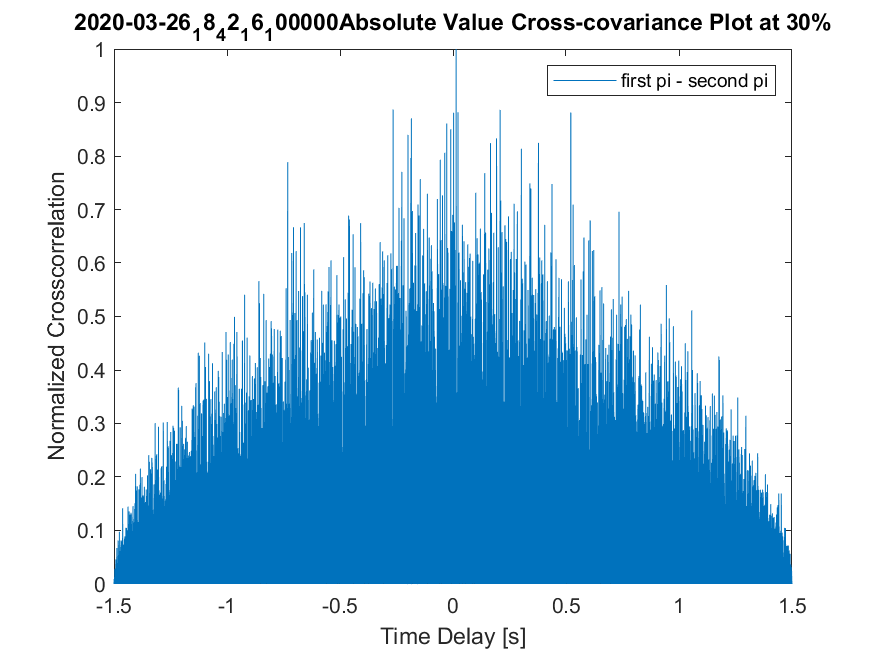 2020-03-26₁8₄2₁6₁00000Absolute Value Cross-covariance Plot at 30%
first pi - second pi
Normalized Crosscorrelation
1
0.9
0.8
0.7
0.6
0.5
0.4
0.3
0.2
0.1
0
-1.5 -1 -0.5 0 0.5 1 1.5
Time Delay [s]